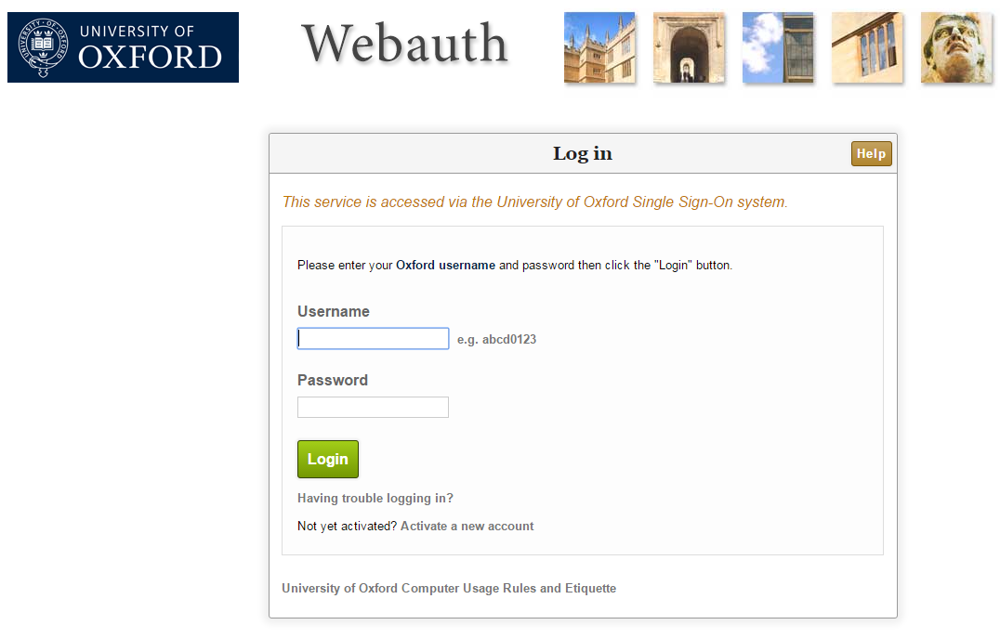 UNIVERSITY OF
OXFORD
Webauth
Log in
Help
This service is accessed via the University of Oxford Single Sign-On system.
Please enter your Oxford username and password then click the "Login" button.
Username
e.g. abcd0123
Password
Login
Having trouble logging in?
Not yet activated? Activate a new account
University of Oxford Computer Usage Rules and Etiquette